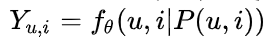 Y_{u,i} = f_θ(u, i|P(u, i))